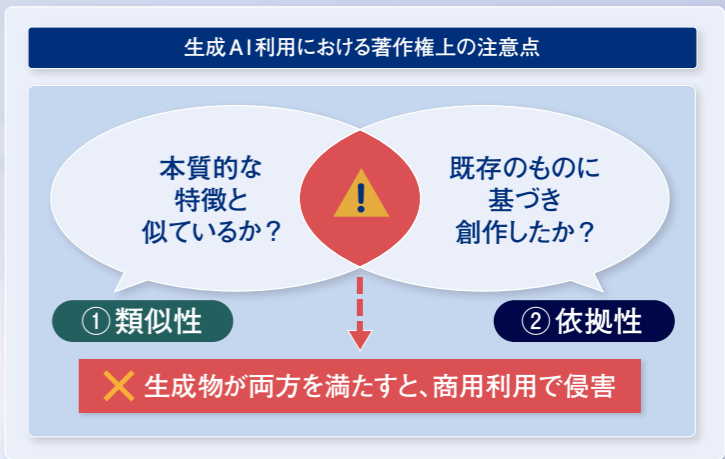 生成AI利用における著作権上の注意点
本質的な
特徴と
似ているか？
!
既存のものに
基づき
創作したか？
①類似性
②依拠性
生成物が両方を満たすと、商用利用で侵害